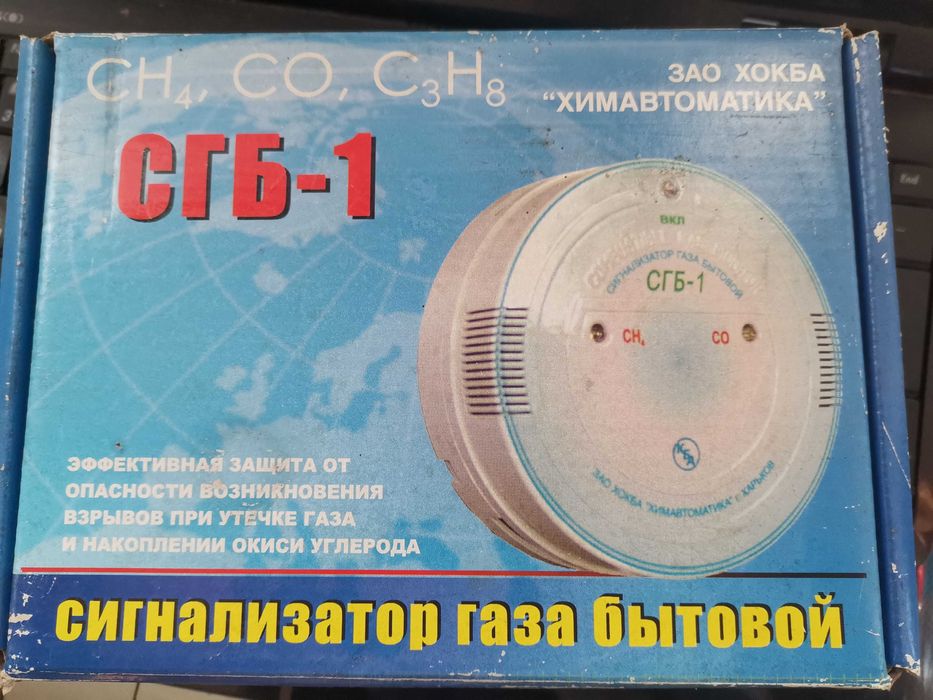 CH₄, CO, C₃H₈
ЗАО ХОКБА
"ХИМАВТОМАТИКА"
СГБ-1
ВКЛ
СИГНАЛИЗАТОР ГАЗА БЫТОВОЙ
СГБ-1
CH₄ CO
ЗАО ХОКБА "ХИМАВТОМАТИКА" г. ХАРЬКОВ
ЭФФЕКТИВНАЯ ЗАЩИТА ОТ
ОПАСНОСТИ ВОЗНИКНОВЕНИЯ
ВЗРЫВОВ ПРИ УТЕЧКЕ ГАЗА
И НАКОПЛЕНИИ ОКИСИ УГЛЕРОДА
сигнализатор газа бытовой
End